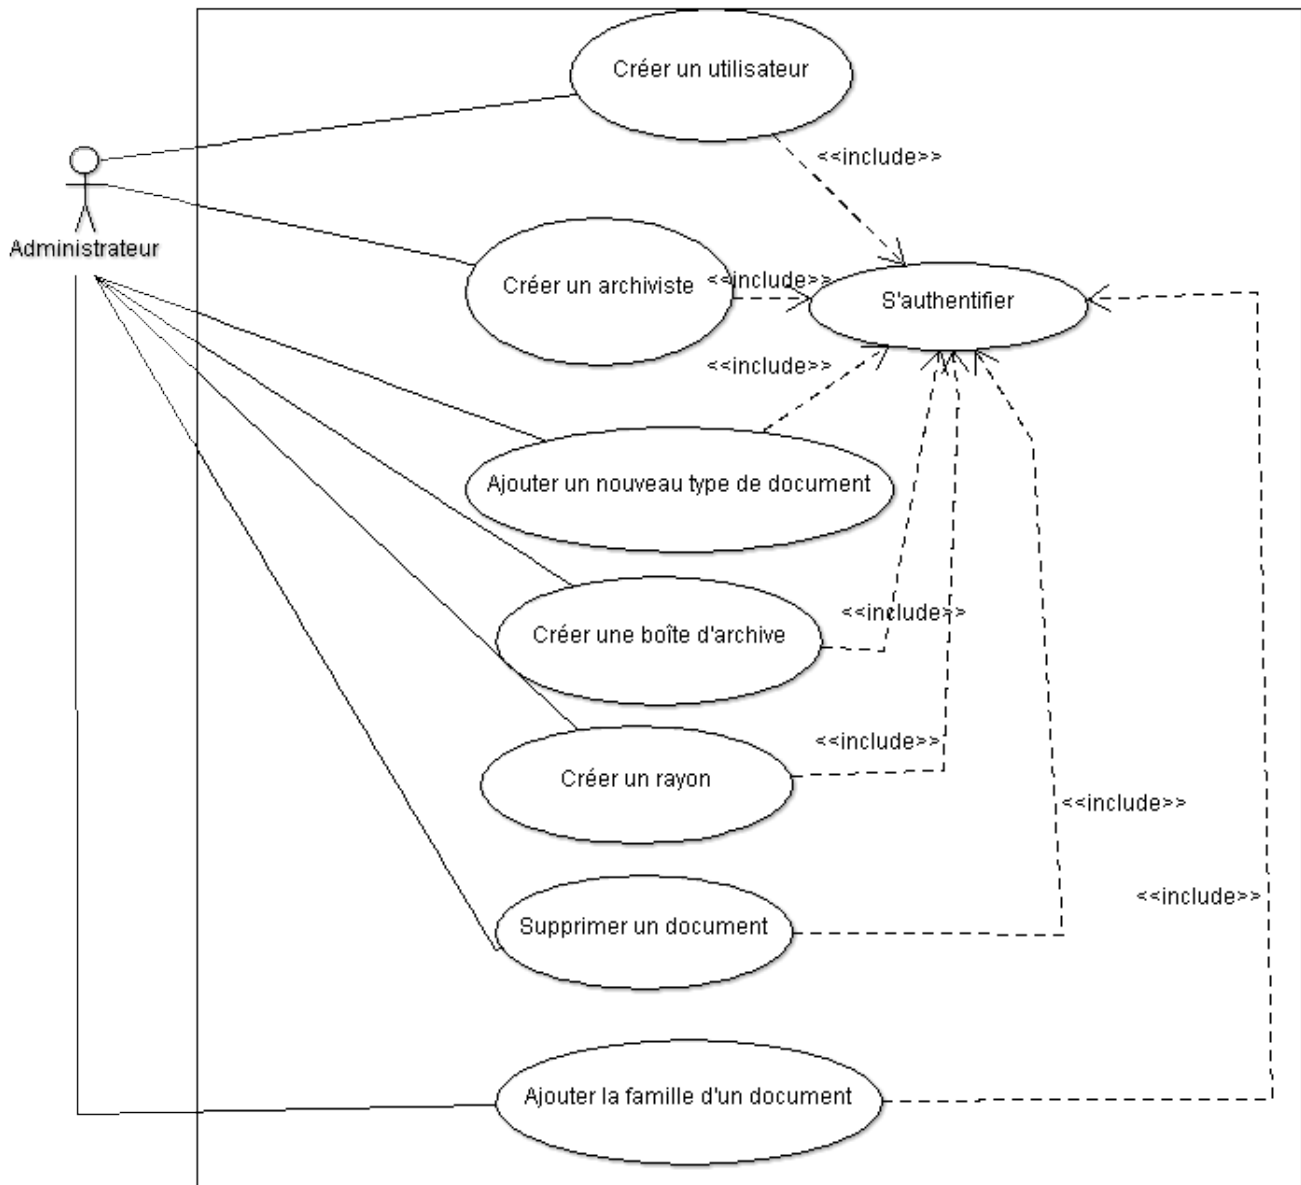 Créer un utilisateur
<<include>>
Administrateur
Créer un archiviste
<<include>>
S'authentifier
<<include>>
Ajouter un nouveau type de document
<<include>>
Créer une boîte d'archive
<<include>>
Créer un rayon
<<include>>
<<include>>
Supprimer un document
Ajouter la famille d'un document